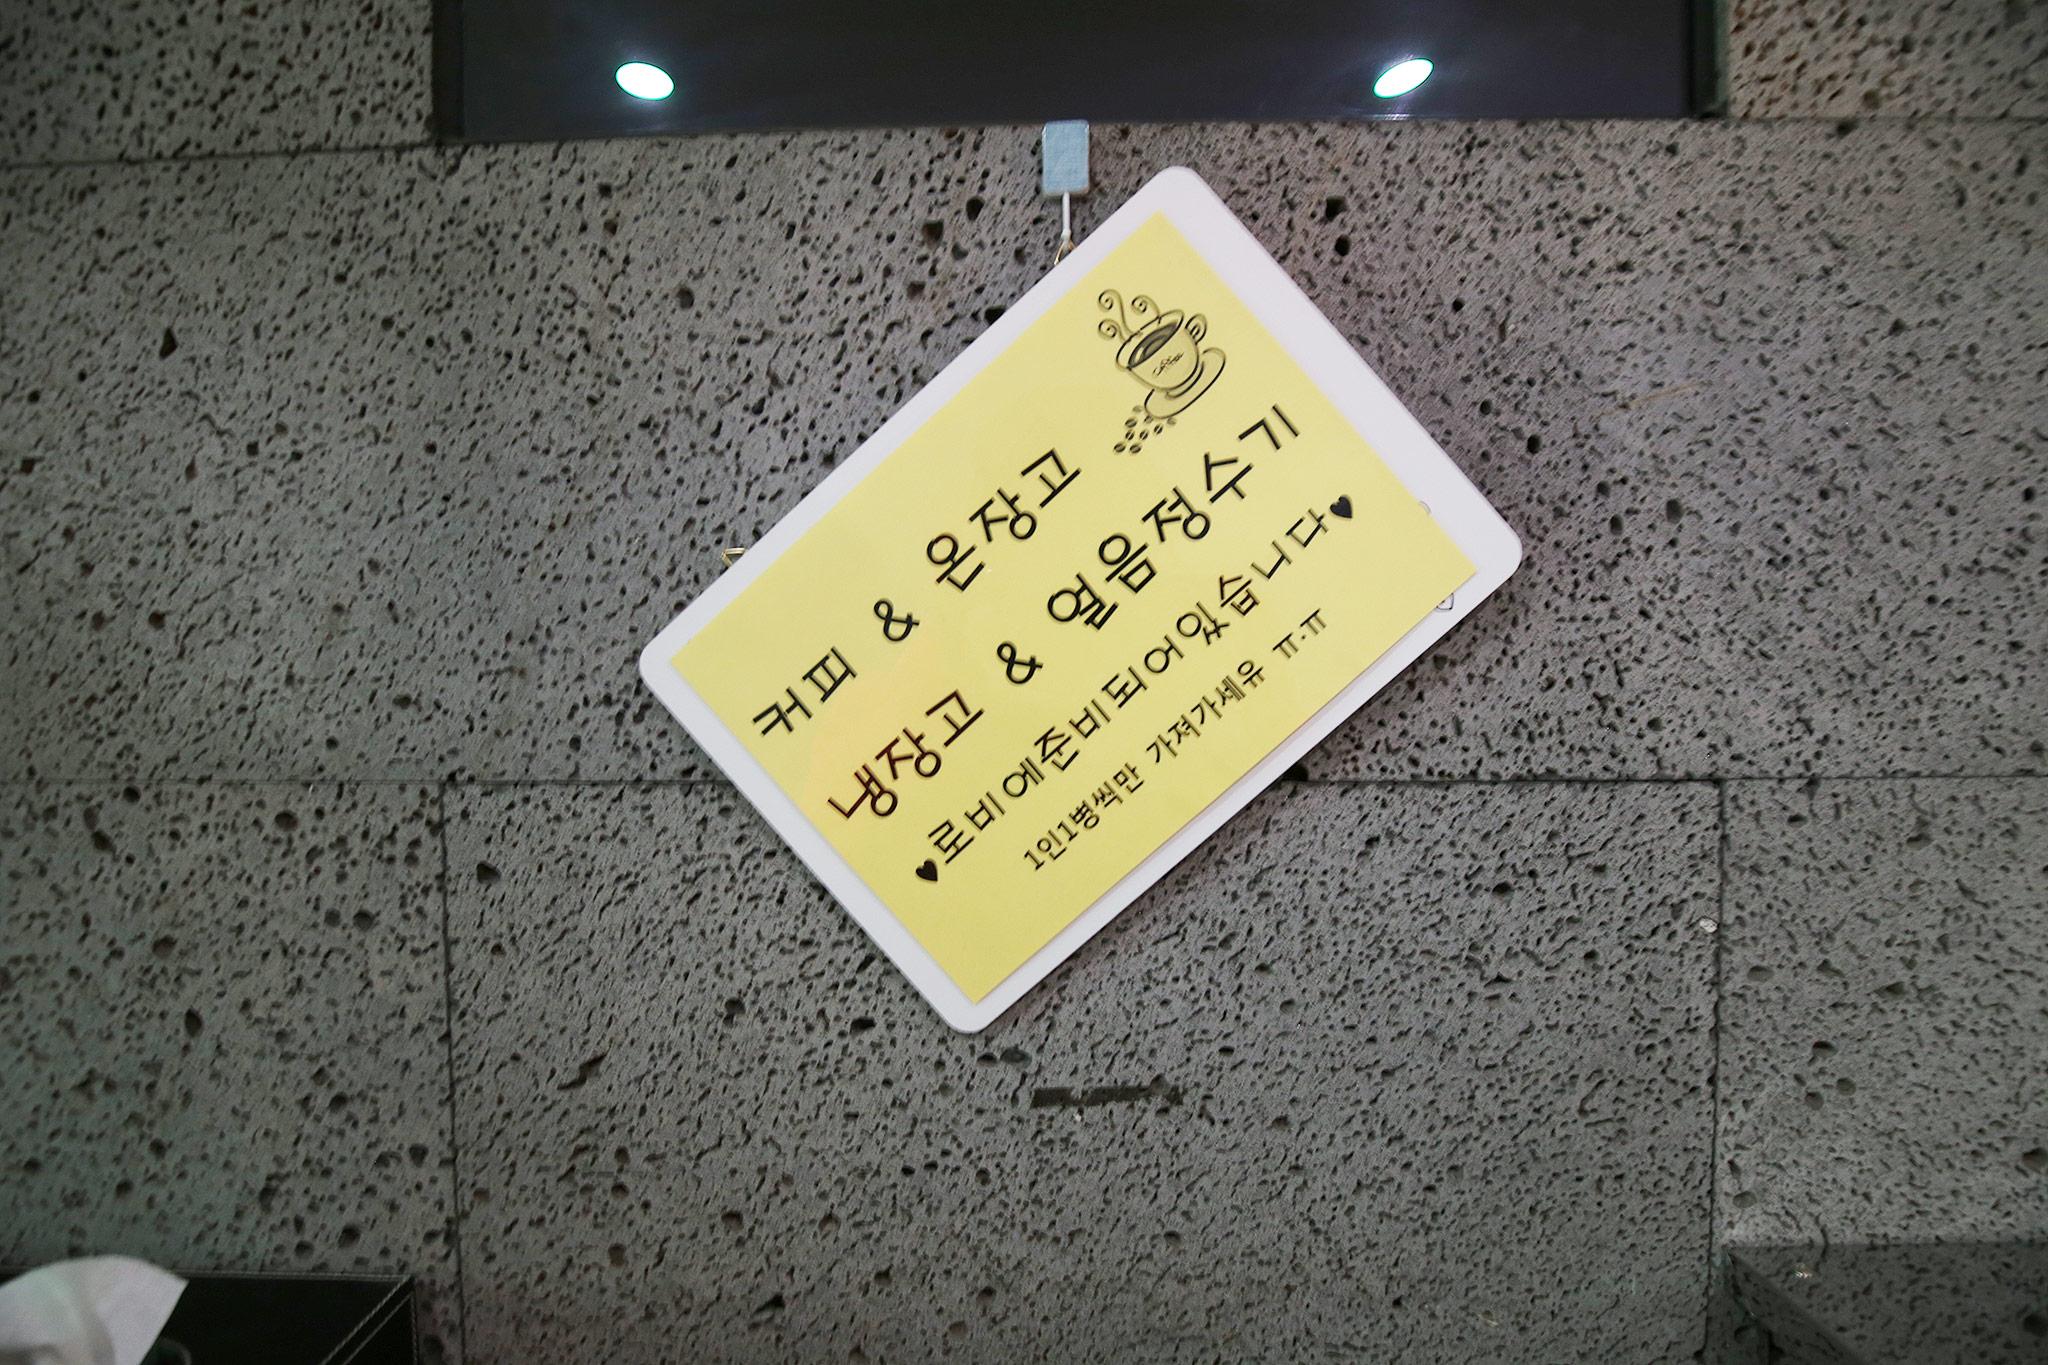 커피 & 온장고
냉장고 & 열음정수기
♥로비에준비되어있습니다♥
1인1병씩만 가져가세유 ㅠ.ㅠ